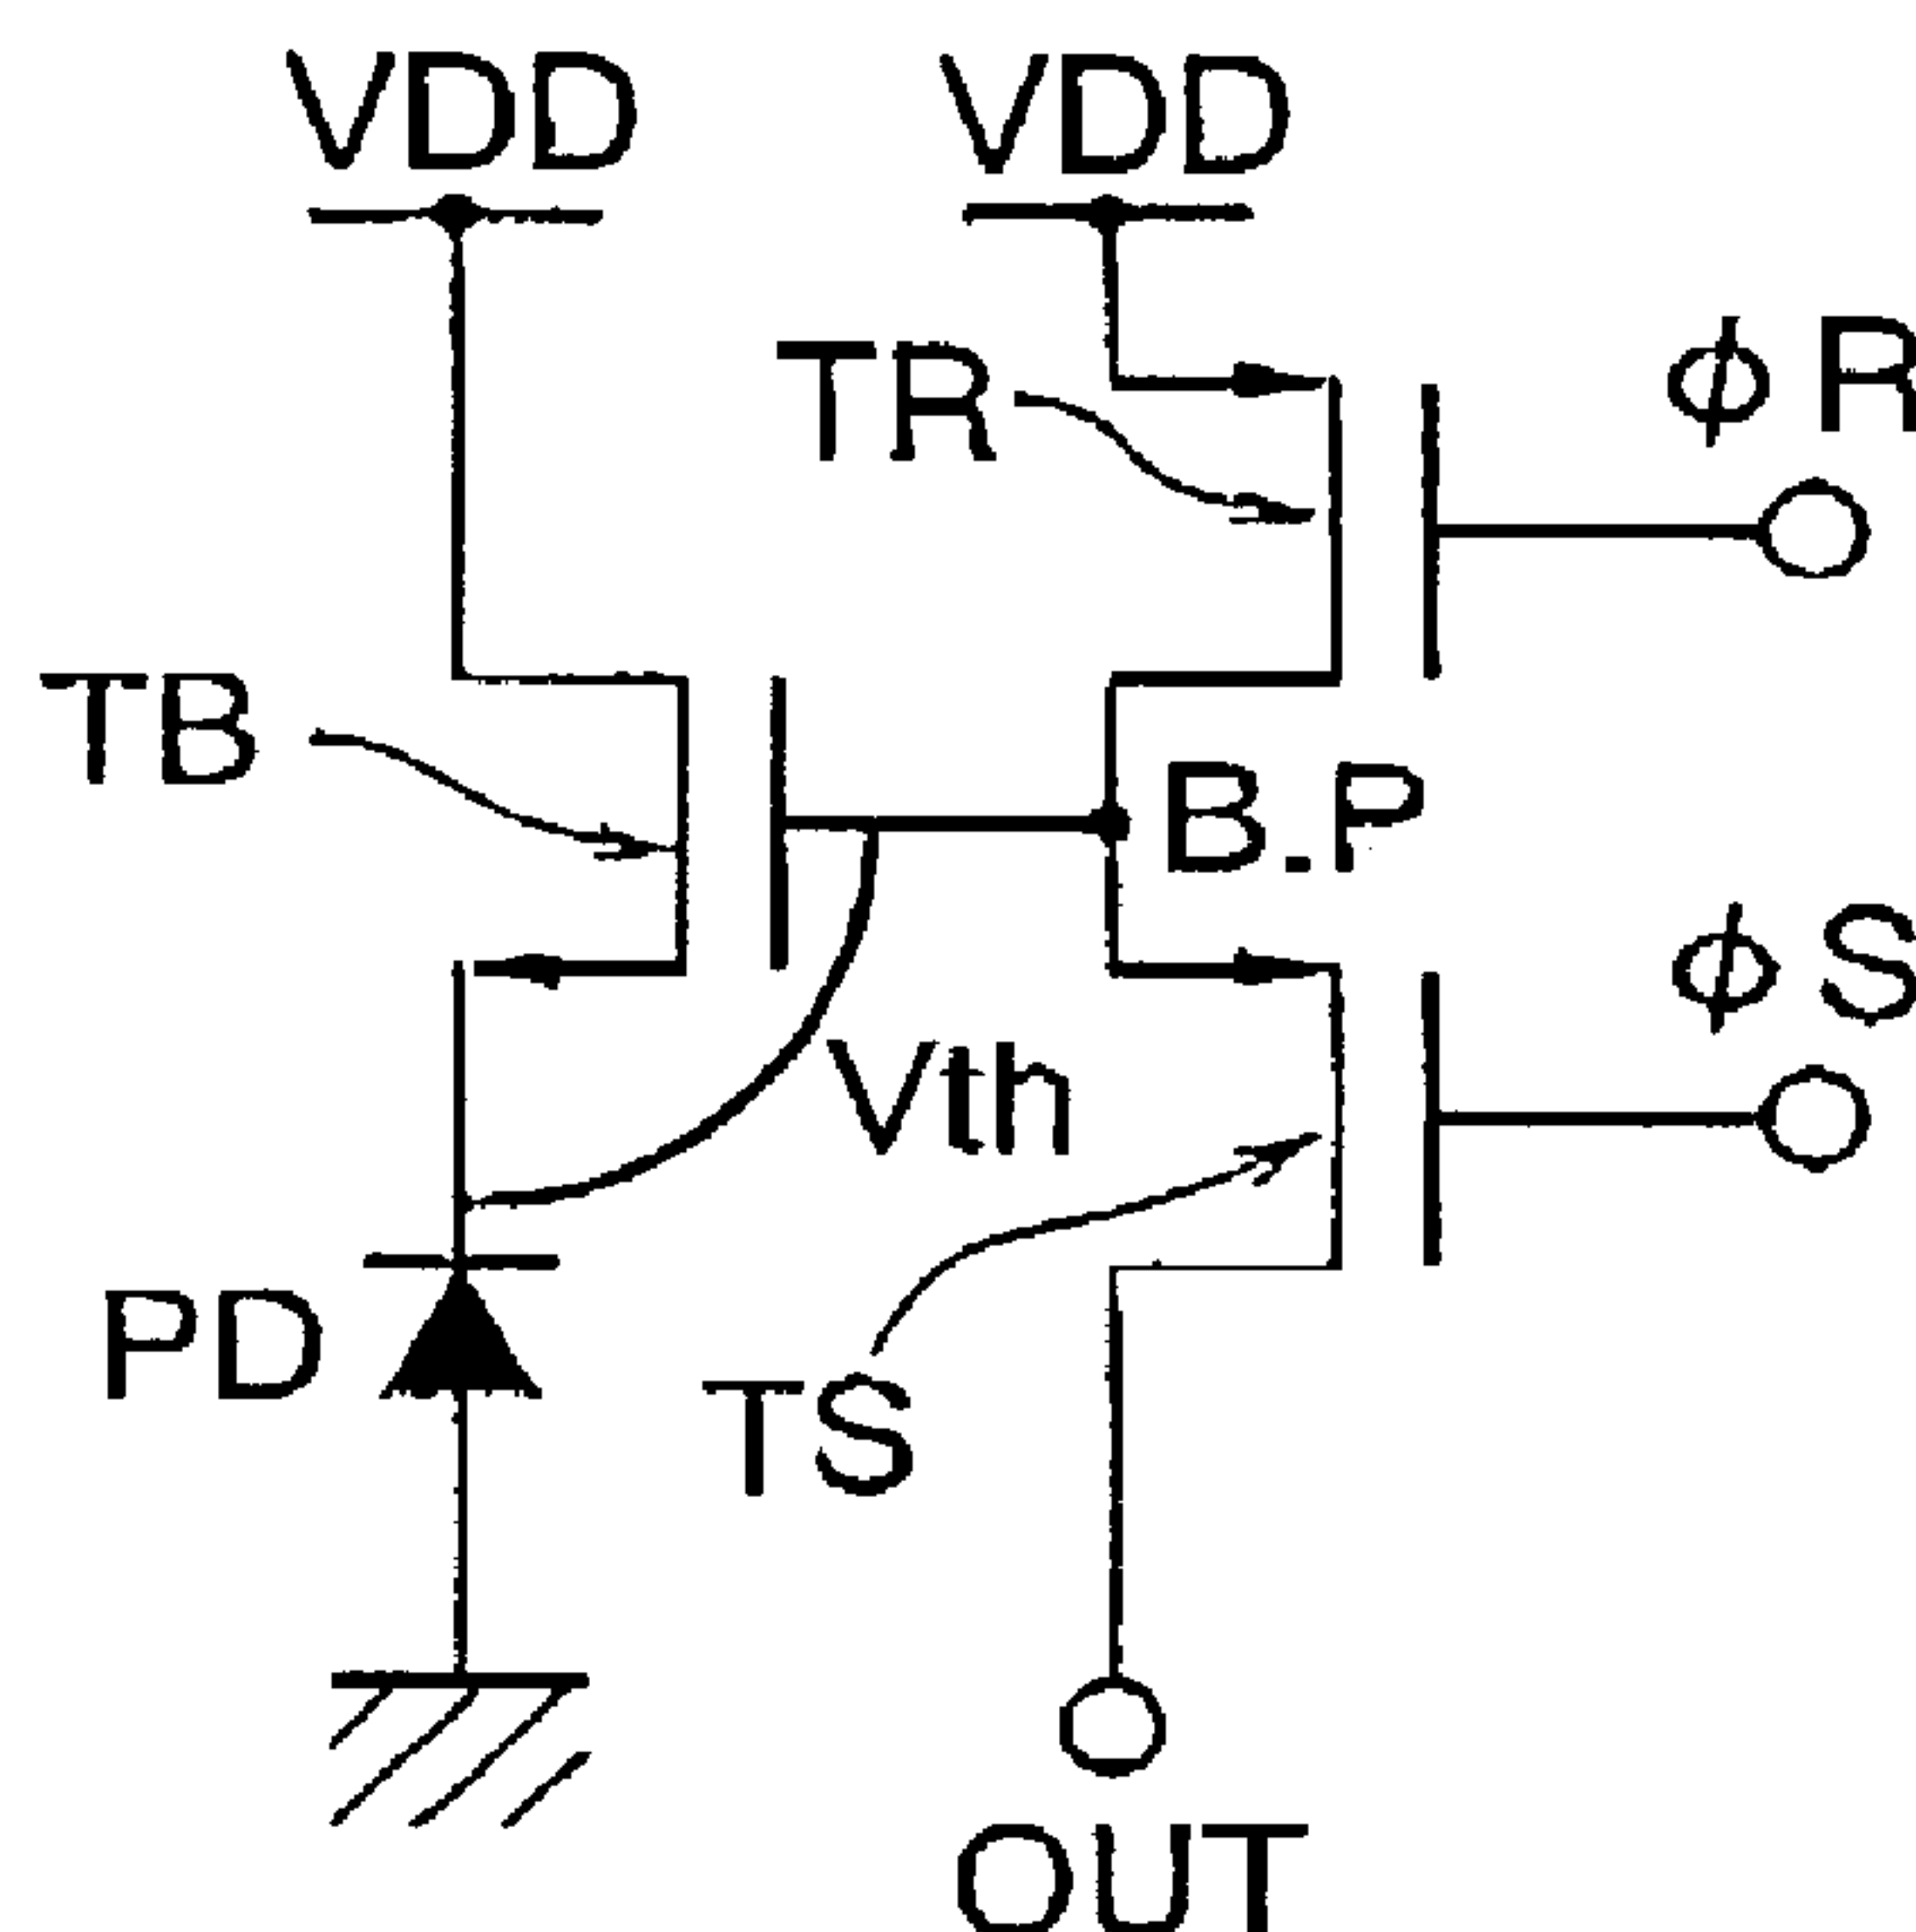 VDD VDD
TR ϕR
TB
B.P
ϕS
Vth
PD
TS
OUT